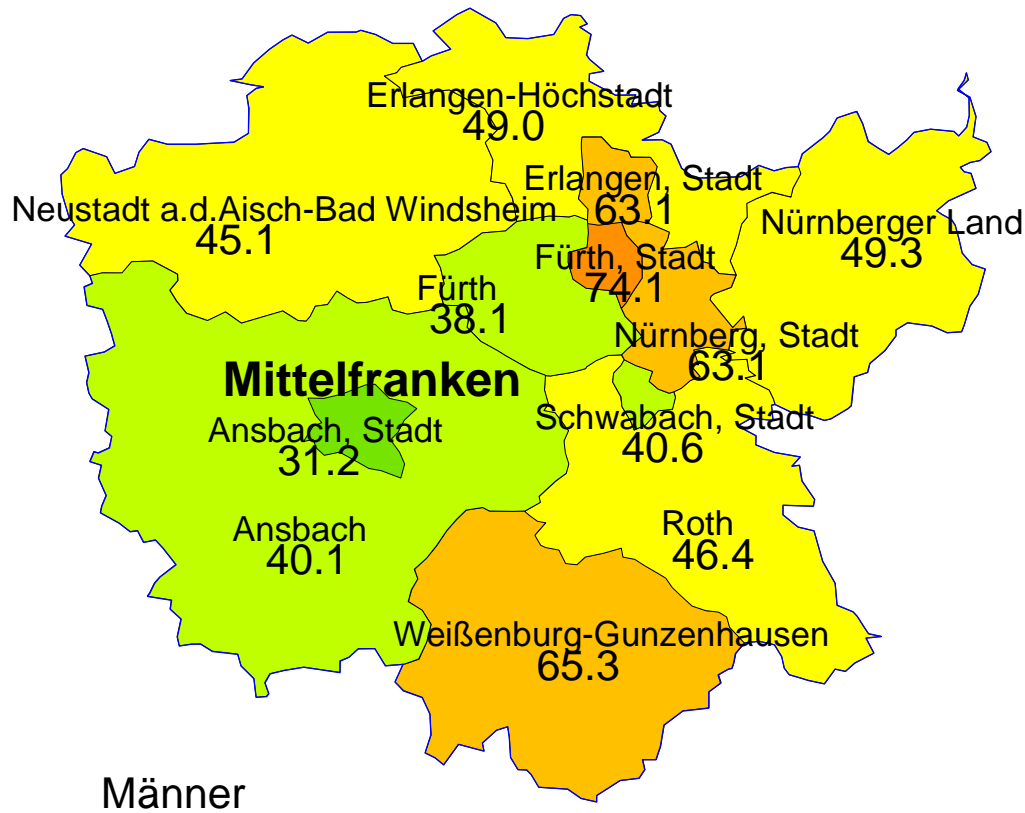 Erlangen-Höchstadt
49.0
Erlangen, Stadt
63.1
Neustadt a.d.Aisch-Bad Windsheim
45.1
Nürnberger Land
49.3
Fürth, Stadt
74.1
Fürth
38.1
Nürnberg, Stadt
63.1
Mittelfranken
Schwabach, Stadt
40.6
Ansbach, Stadt
31.2
Roth
46.4
Ansbach
40.1
Weißenburg-Gunzenhausen
65.3
Männer